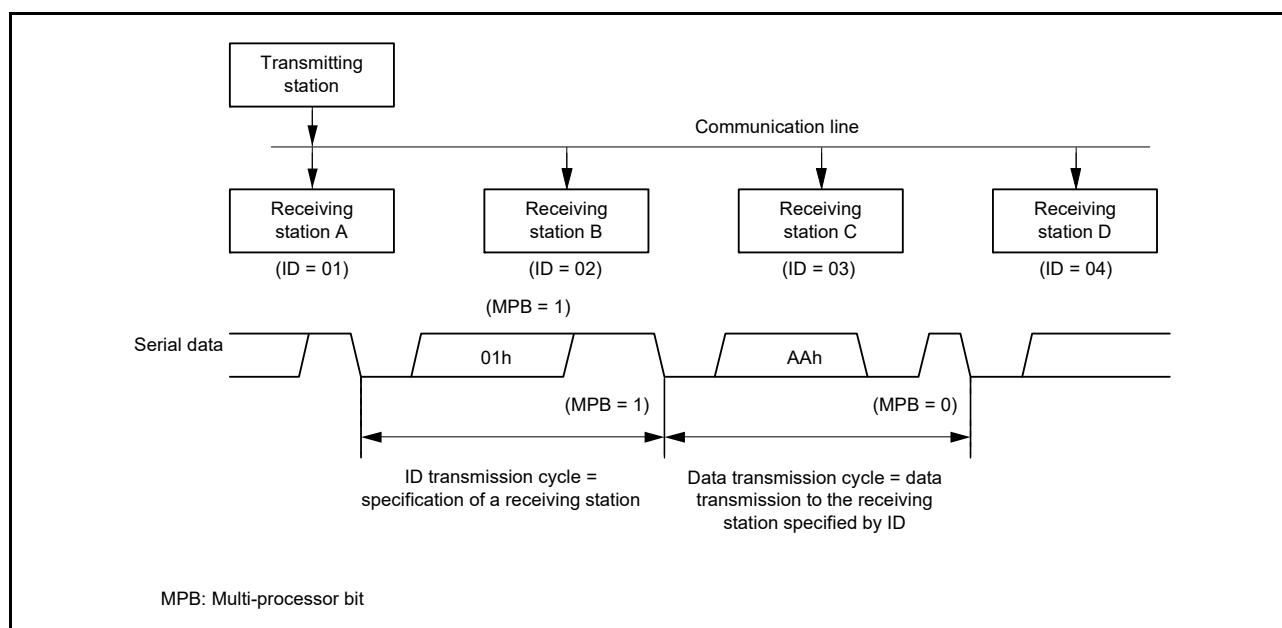 Transmitting
station
Communication line
Receiving
station A
Receiving
station B
Receiving
station C
Receiving
station D
(ID = 01)
(ID = 02)
(ID = 03)
(ID = 04)
(MPB = 1)
Serial data
01h
AAh
(MPB = 1)
(MPB = 0)
ID transmission cycle =
specification of a receiving station
Data transmission cycle = data
transmission to the receiving
station specified by ID
MPB: Multi-processor bit